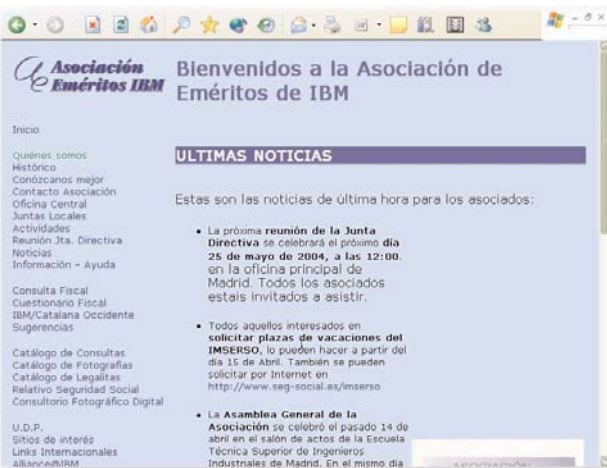 Asociación
Eméritos IBM
Bienvenidos a la Asociación de
Eméritos de IBM
Inicio
Quiénes somos
Histórico
Conózcanos mejor
Contacto Asociación
Oficina Central
Juntas Locales
Actividades
Reunión Jta. Directiva
Noticias
Información - Ayuda
Consulta Fiscal
Cuestionario Fiscal
IBM/Catalana Occidente
Sugerencias
Catálogo de Consultas
Catálogo de Fotografias
Catálogo de Legalitas
Relativo Seguridad Social
Consultorio Fotográfico Digital
U.D.P.
Sitios de interés
Links Internacionales
Alliance@IBM
ULTIMAS NOTICIAS
Estas son las noticias de última hora para los asociados:
• La próxima reunión de la Junta
Directiva se celebrará el próximo día
25 de mayo de 2004, a las 12:00.
en la oficina principal de
Madrid. Todos los asociados
estais invitados a asistir.
• Todos aquellos interesados en
solicitar plazas de vacaciones del
IMSERSO, lo pueden hacer a partir del
día 15 de Abril. También se pueden
solicitar por Internet en
http://www.seg-social.es/imserso
• La Asamblea General de la
Asociación se celebró el pasado 14 de
abril en el salón de actos de la Escuela
Técnica Superior de Ingenieros
Industriales de Madrid. En el mismo día
ASOCIACIÓN